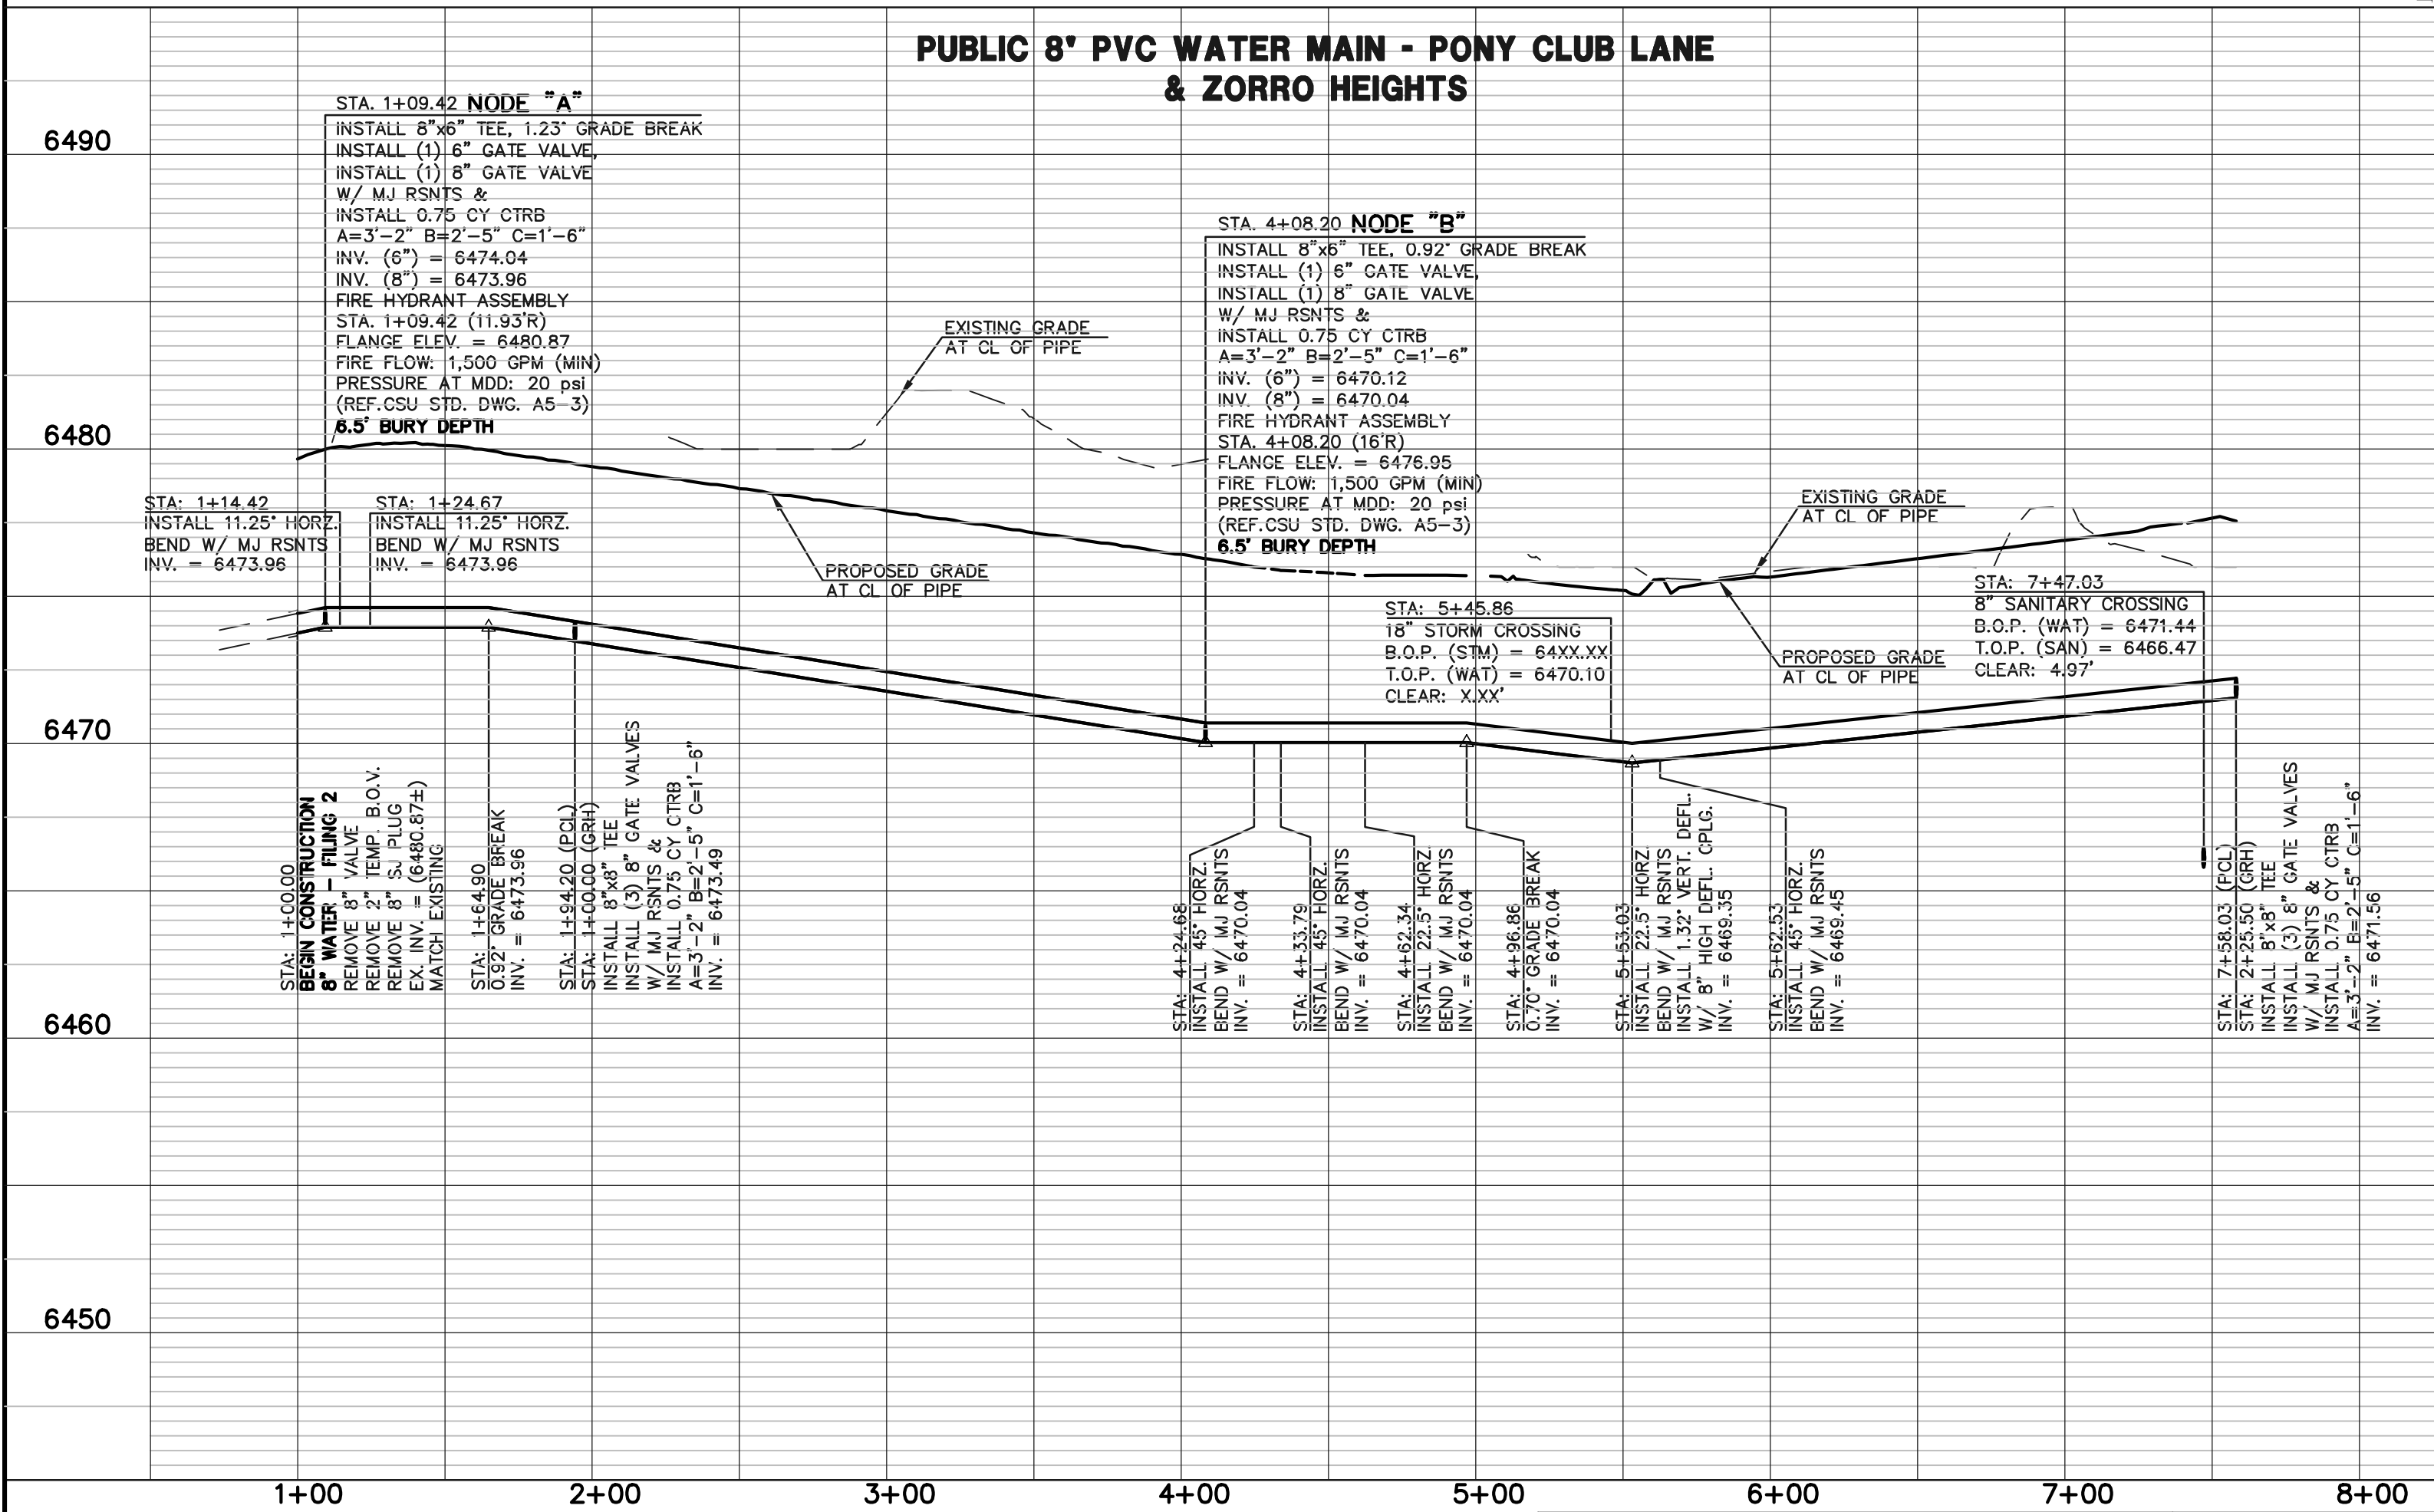 PUBLIC 8' PVC WATER MAIN - PONY CLUB LANE
& ZORRO HEIGHTS
STA. 1+09.42 NODE "A"
INSTALL 8"x6" TEE, 1.23° GRADE BREAK
INSTALL (1) 6" GATE VALVE,
INSTALL (1) 8" GATE VALVE
W/ MJ RSNTS &
INSTALL 0.75 CY CTRB
A=3'-2" B=2'-5" C=1'-6"
INV. (6") = 6474.04
INV. (8") = 6473.96
FIRE HYDRANT ASSEMBLY
STA. 1+09.42 (11.93'R)
FLANGE ELEV. = 6480.87
FIRE FLOW: 1,500 GPM (MIN)
PRESSURE AT MDD: 20 psi
(REF.CSU STD. DWG. A5-3)
6.5' BURY DEPTH
STA. 4+08.20 NODE "B"
INSTALL 8"x6" TEE, 0.92° GRADE BREAK
INSTALL (1) 6" GATE VALVE,
INSTALL (1) 8" GATE VALVE
W/ MJ RSNTS &
INSTALL 0.75 CY CTRB
A=3'-2" B=2'-5" C=1'-6"
INV. (6") = 6470.12
INV. (8") = 6470.04
FIRE HYDRANT ASSEMBLY
STA. 4+08.20 (16'R)
FLANGE ELEV. = 6476.95
FIRE FLOW: 1,500 GPM (MIN)
PRESSURE AT MDD: 20 psi
(REF.CSU STD. DWG. A5-3)
6.5' BURY DEPTH
EXISTING GRADE
AT CL OF PIPE
STA: 1+14.42
INSTALL 11.25° HORZ.
BEND W/ MJ RSNTS
INV. = 6473.96
STA: 1+24.67
INSTALL 11.25° HORZ.
BEND W/ MJ RSNTS
INV. = 6473.96
PROPOSED GRADE
AT CL OF PIPE
EXISTING GRADE
AT CL OF PIPE
STA: 5+45.86
18" STORM CROSSING
B.O.P. (STM) = 64XX.XX
T.O.P. (WAT) = 6470.10
CLEAR: X.XX'
PROPOSED GRADE
AT CL OF PIPE
STA: 7+47.03
8" SANITARY CROSSING
B.O.P. (WAT) = 6471.44
T.O.P. (SAN) = 6466.47
CLEAR: 4.97'
STA: 1+00.00
BEGIN CONSTRUCTION
8" WATER - FILING 2
REMOVE 8" VALVE
REMOVE 2" TEMP. B.O.V.
REMOVE 8" SJ PLUG
EX. INV. = (6480.87±)
MATCH EXISTING
STA: 1+64.90
0.92° GRADE BREAK
INV. = 6473.96
STA: 1+94.20 (PCL)
STA: 1+00.00 (GRH)
INSTALL 8"x8" TEE
INSTALL (3) 8" GATE VALVES
W/ MJ RSNTS &
INSTALL 0.75 CY CTRB
A=3'-2" B=2'-5" C=1'-6"
INV. = 6473.49
STA: 4+24.68
INSTALL 45° HORZ.
BEND W/ MJ RSNTS
INV. = 6470.04
STA: 4+33.79
INSTALL 45° HORZ.
BEND W/ MJ RSNTS
INV. = 6470.04
STA: 4+62.34
INSTALL 22.5° HORZ.
BEND W/ MJ RSNTS
INV. = 6470.04
STA: 4+96.86
0.70° GRADE BREAK
INV. = 6470.04
STA: 5+53.03
INSTALL 22.5° HORZ.
BEND W/ MJ RSNTS
INSTALL 1.32° VERT. DEFL.
W/ 8" HIGH DEFL. CPLG.
INV. = 6469.35
STA: 5+62.53
INSTALL 45° HORZ.
BEND W/ MJ RSNTS
INV. = 6469.45
STA: 7+58.03 (PCL)
STA: 2+25.50 (GRH)
INSTALL 8"x8" TEE
INSTALL (3) 8" GATE VALVES
W/ MJ RSNTS &
INSTALL 0.75 CY CTRB
A=3'-2" B=2'-5" C=1'-6"
INV. = 6471.56
6490
6480
6470
6460
6450
1+00
2+00
3+00
4+00
5+00
6+00
7+00
8+00